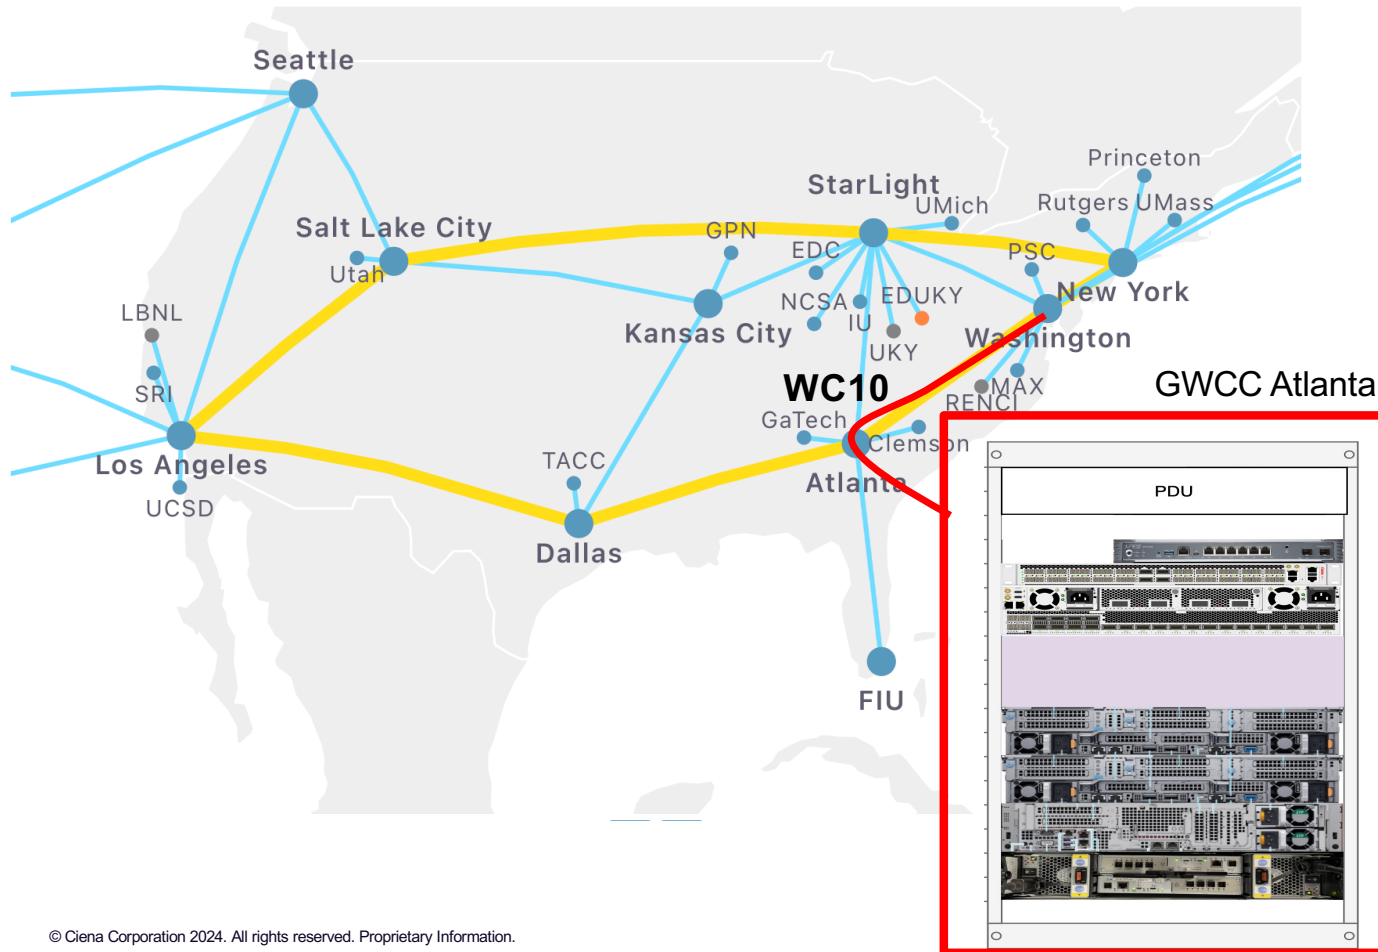 Seattle
Princeton
StarLight
UMich
Rutgers
UMass
Salt Lake City
GPN
EDC
PSC
Utah
New York
LBNL
NCSA
EDUKY
IU
Kansas City
Washington
UKY
WC10
MAX
GWCC Atlanta
SRI
RENCI
GaTech
Clemson
Los Angeles
TACC
Atlanta
UCSD
PDU
Dallas
FIU
© Ciena Corporation 2024. All rights reserved. Proprietary Information.